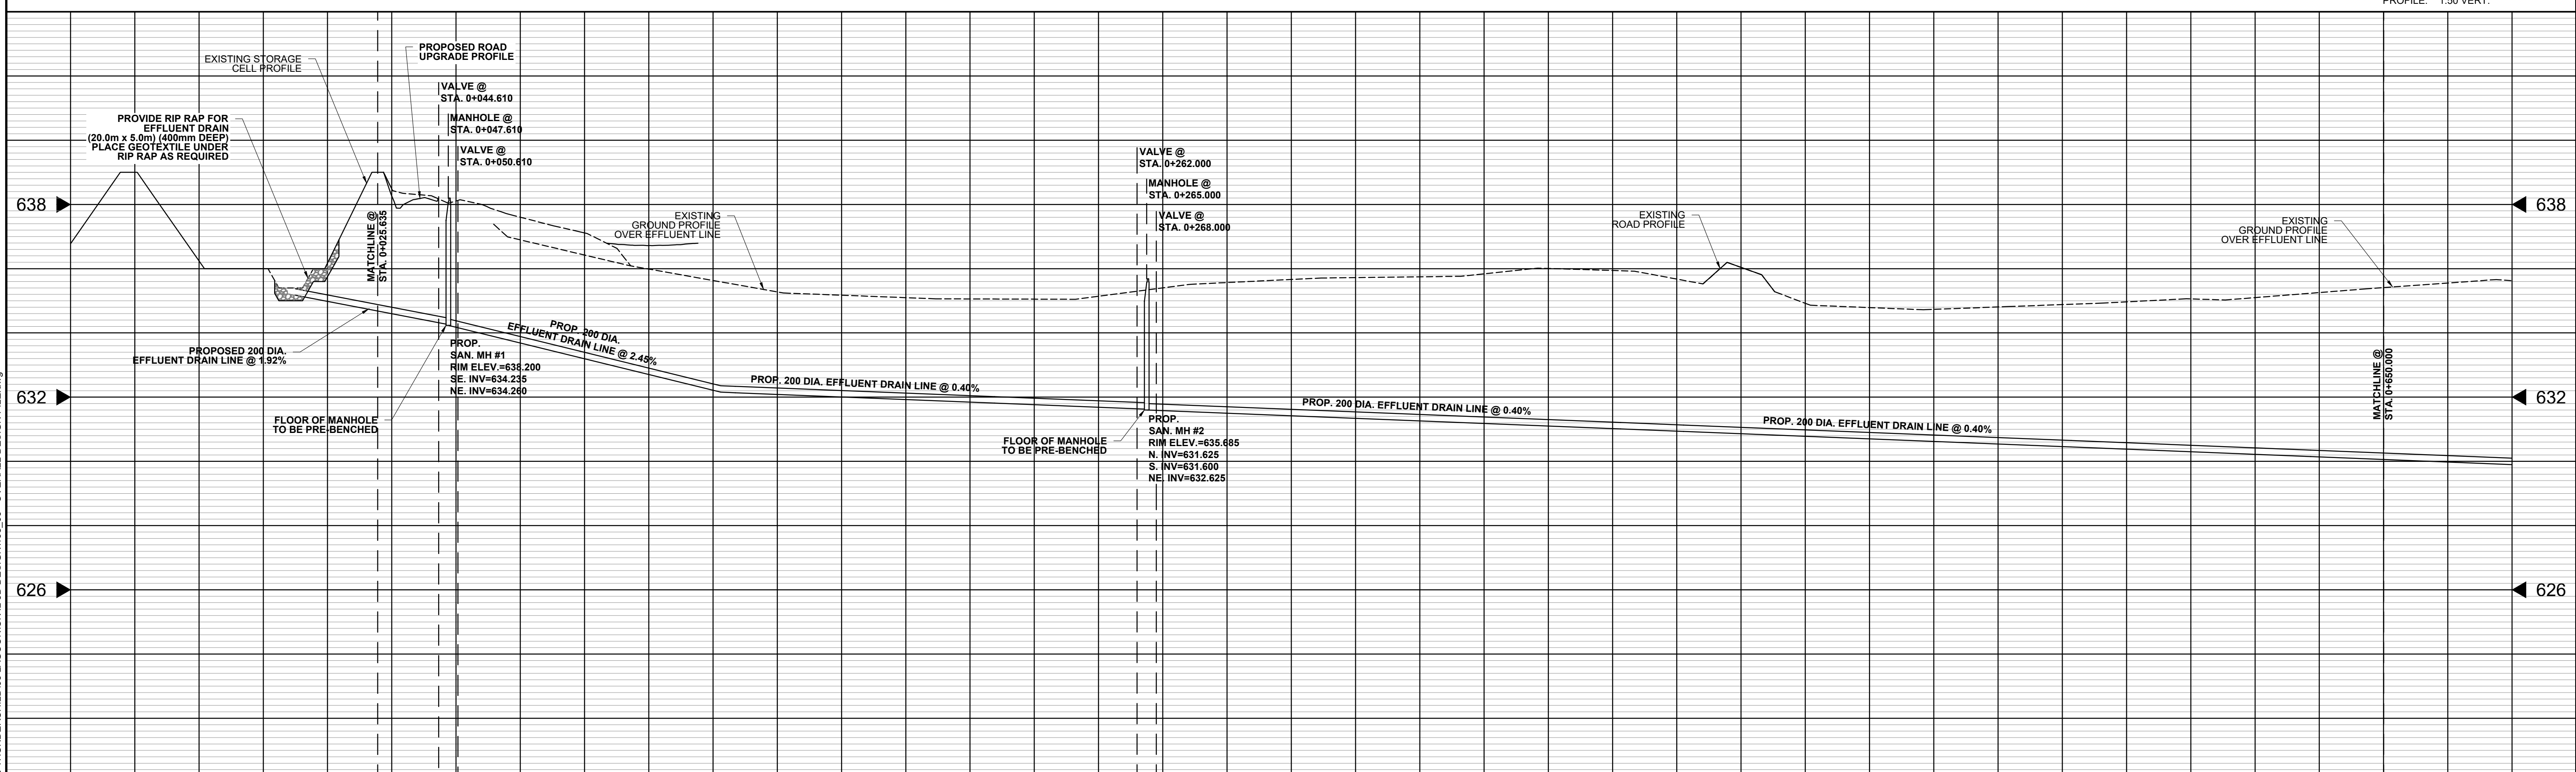 PROFILE: 1:50 VERT.
EXISTING STORAGE
CELL PROFILE
PROPOSED ROAD
UPGRADE PROFILE
VALVE @
STA. 0+044.610
PROVIDE RIP RAP FOR
EFFLUENT DRAIN
(20.0m x 5.0m) (400mm DEEP)
PLACE GEOTEXTILE UNDER
RIP RAP AS REQUIRED
MANHOLE @
STA. 0+047.610
VALVE @
STA. 0+050.610
VALVE @
STA. 0+262.000
MANHOLE @
STA. 0+265.000
VALVE @
STA. 0+268.000
638
638
MATCHLINE @
STA. 0+025.635
EXISTING
GROUND PROFILE
OVER EFFLUENT LINE
EXISTING
ROAD PROFILE
EXISTING
GROUND PROFILE
OVER EFFLUENT LINE
PROPOSED 200 DIA.
EFFLUENT DRAIN LINE @ 1.92%
PROP. 200 DIA.
EFFLUENT DRAIN LINE @ 2.45%
PROP.
SAN. MH #1
RIM ELEV.=638.200
SE. INV=634.235
NE. INV=634.260
FLOOR OF MANHOLE
TO BE PRE-BENCHED
632
632
PROP. 200 DIA. EFFLUENT DRAIN LINE @ 0.40%
FLOOR OF MANHOLE
TO BE PRE-BENCHED
PROP.
SAN. MH #2
RIM ELEV.=635.685
N. INV=631.625
S. INV=631.600
NE. INV=632.625
PROP. 200 DIA. EFFLUENT DRAIN LINE @ 0.40%
PROP. 200 DIA. EFFLUENT DRAIN LINE @ 0.40%
MATCHLINE @
STA. 0+650.000
626
626